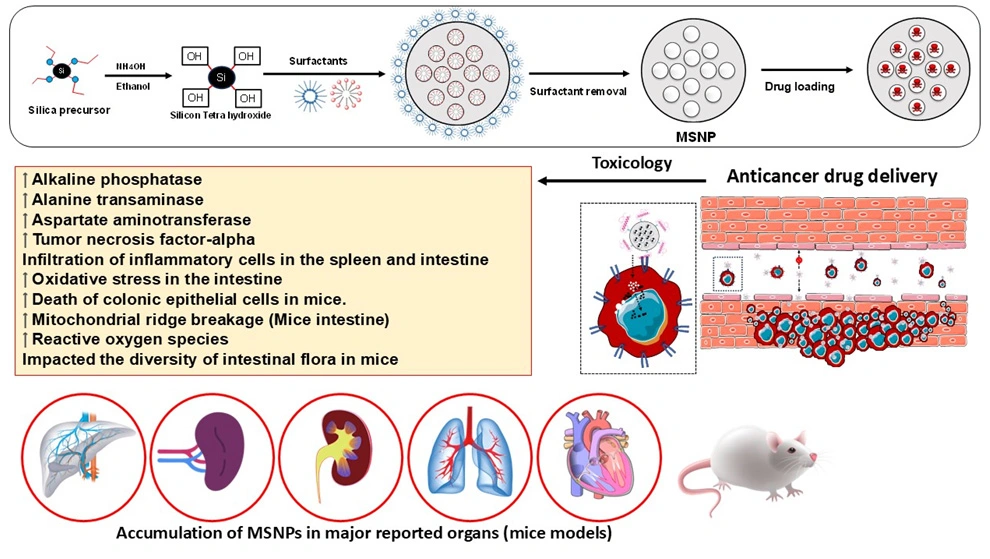 Silica precursor
Si
NH4OH
Ethanol
OH
OH
Si
OH
OH
Silicon Tetra hydroxide
Surfactants
Surfactant removal
MSNP
Drug loading
Toxicology
Anticancer drug delivery
↑Alkaline phosphatase
↑Alanine transaminase
↑Aspartate aminotransferase
↑Tumor necrosis factor-alpha
Infiltration of inflammatory cells in the spleen and intestine
↑Oxidative stress in the intestine
↑Death of colonic epithelial cells in mice.
↑Mitochondrial ridge breakage (Mice intestine)
↑Reactive oxygen species
Impacted the diversity of intestinal flora in mice
Accumulation of MSNPs in major reported organs (mice models)